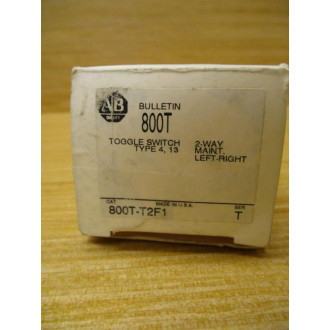 AB
BULLETIN
800T
TOGGLE SWITCH 2-WAY
TYPE 4, 13 MAINT.
LEFT-RIGHT
CAT MADE IN U.S.A. SER
800T-T2F1 T